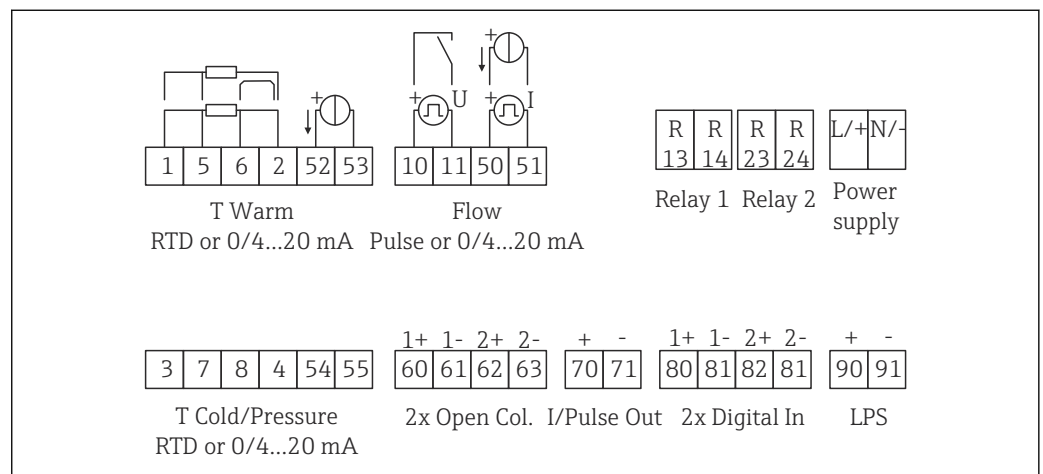 + U + + I
+
1 5 6 2 52 53
10 11 50 51
R 13 R 14 R 23 R 24
L/+ N/-
T Warm
RTD or 0/4...20 mA
Flow
Pulse or 0/4...20 mA
Relay 1 Relay 2
Power
supply
1+ 1- 2+ 2-
+ -
1+ 1- 2+ 2-
+ -
3 7 8 4 54 55
60 61 62 63
70 71
80 81 82 81
90 91
T Cold/Pressure
RTD or 0/4...20 mA
2x Open Col.
I/Pulse Out
2x Digital In
LPS